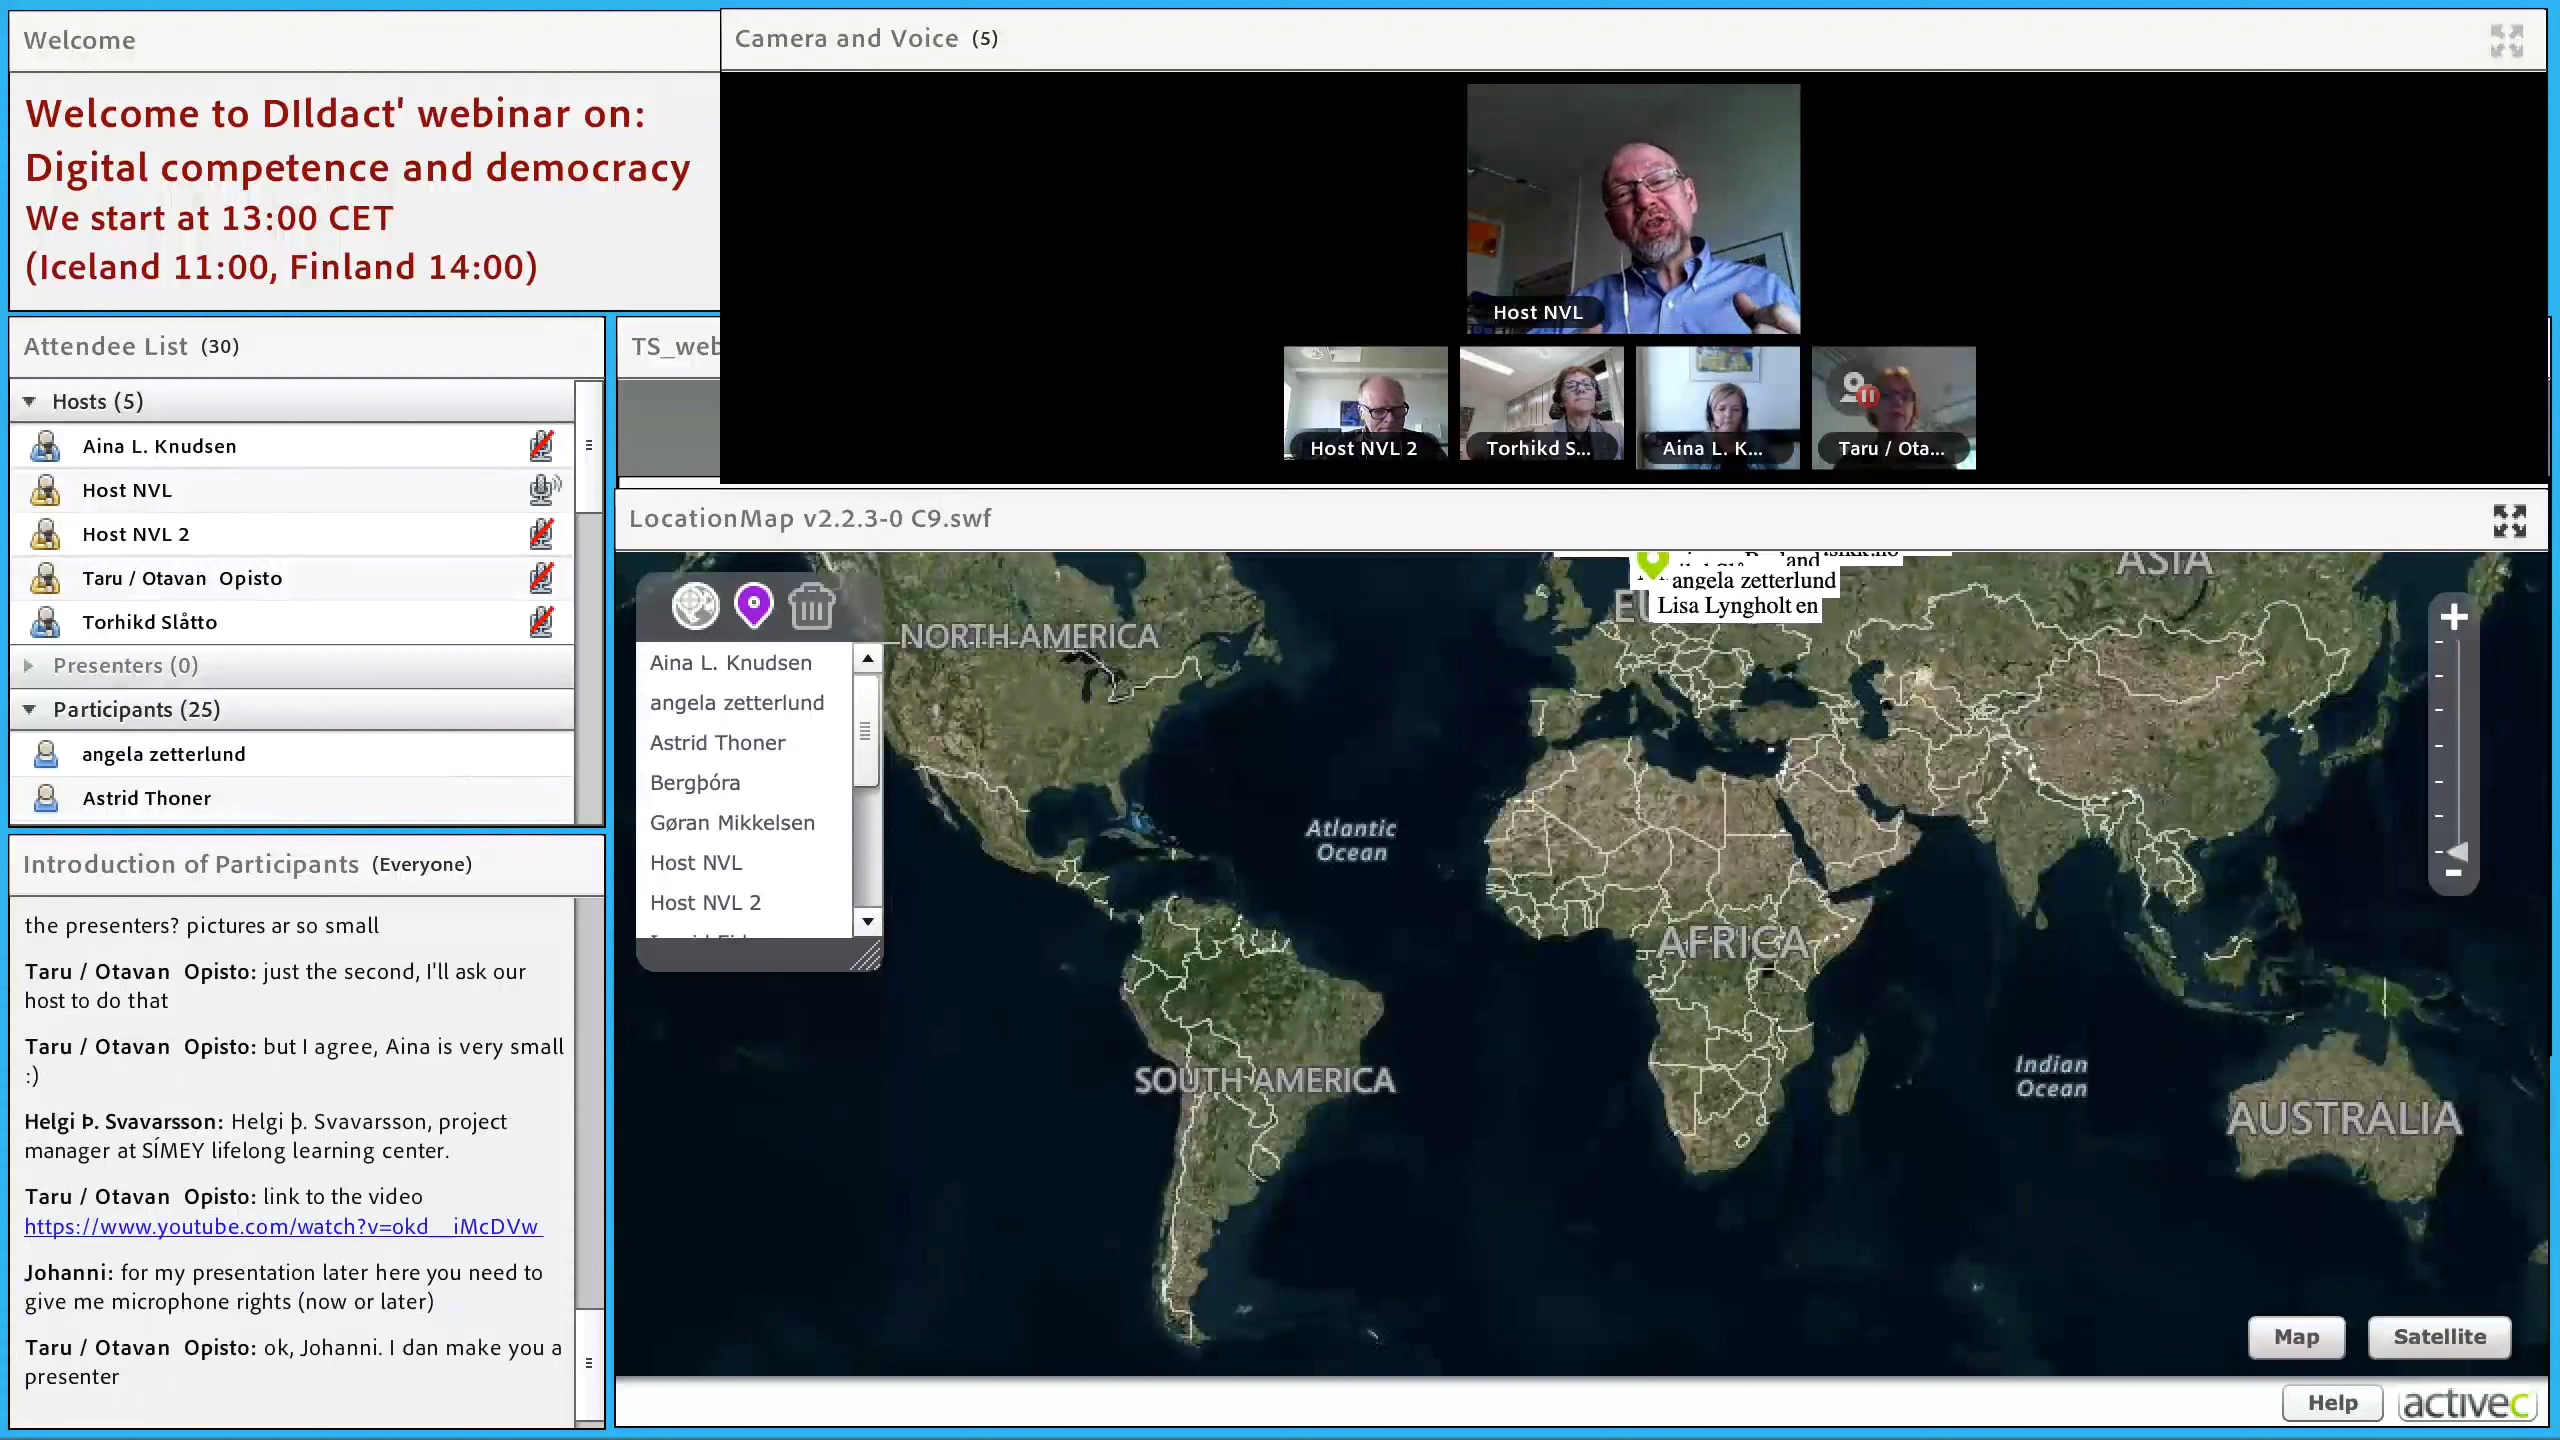 Welcome
Welcome to DIldact' webinar on:
Digital competence and democracy
We start at 13:00 CET
(Iceland 11:00, Finland 14:00)
Camera and Voice (5)
Host NVL
Host NVL 2
Torhikd S...
Aina L. K...
Taru / Ota...
Attendee List (30)
Hosts (5)
Aina L. Knudsen
Host NVL
Host NVL 2
Taru / Otavan Opisto
Torhikd Slåtto
Presenters (0)
Participants (25)
angela zetterlund
Astrid Thoner
Introduction of Participants (Everyone)
the presenters? pictures ar so small
Taru / Otavan Opisto: just the second, I'll ask our
host to do that
Taru / Otavan Opisto: but I agree, Aina is very small
:)
Helgi Þ. Svavarsson: Helgi þ. Svavarsson, project
manager at SÍMEY lifelong learning center.
Taru / Otavan Opisto: link to the video
https://www.youtube.com/watch?v=okd__iMcDVw
Johanni: for my presentation later here you need to
give me microphone rights (now or later)
Taru / Otavan Opisto: ok, Johanni. I dan make you a
presenter
TS_web
LocationMap v2.2.3-0 C9.swf
Aina L. Knudsen
angela zetterlund
Astrid Thoner
Bergþóra
Gøran Mikkelsen
Host NVL
Host NVL 2
angela zetterlund
Lisa Lyngholt en
NORTH AMERICA
ASIA
Atlantic
Ocean
AFRICA
SOUTH AMERICA
Indian
Ocean
AUSTRALIA
Map
Satellite
Help
activec